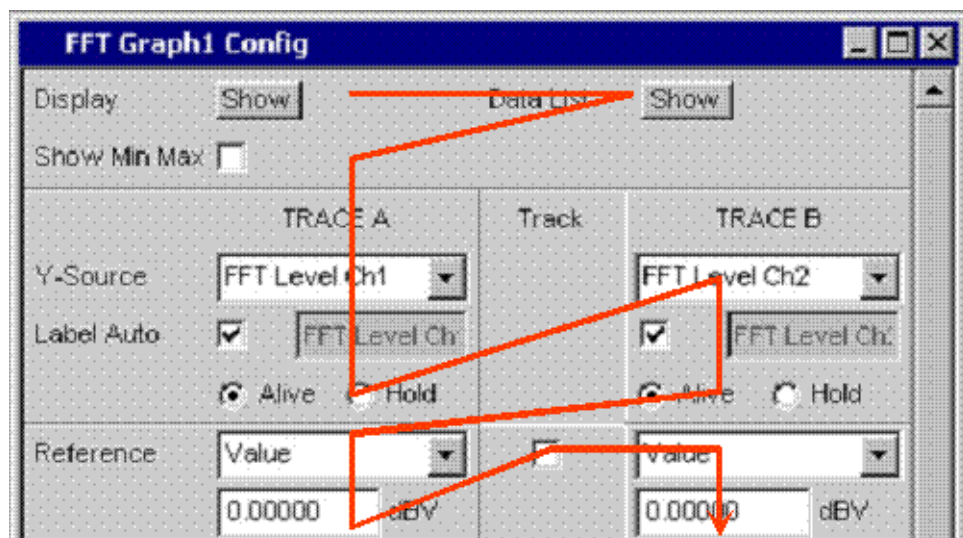 FFT Graph1 Config
Display Show Data List Show
Show Min Max
TRACE A Track TRACE B
Y-Source FFT Level Ch1 FFT Level Ch2
Label Auto FFT Level Ch FFT Level Ch
Alive Hold Alive Hold
Reference Value Value
0.00000 dBV 0.00000 dBV